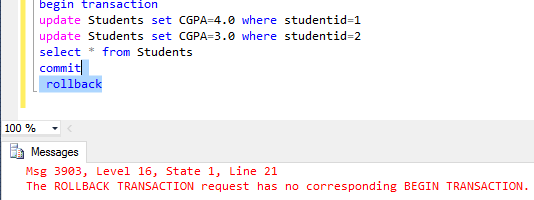 begin transaction
update Students set CGPA=4.0 where studentid=1
update Students set CGPA=3.0 where studentid=2
select * from Students
commit
rollback
100 %
Messages
Msg 3903, Level 16, State 1, Line 21
The ROLLBACK TRANSACTION request has no corresponding BEGIN TRANSACTION.